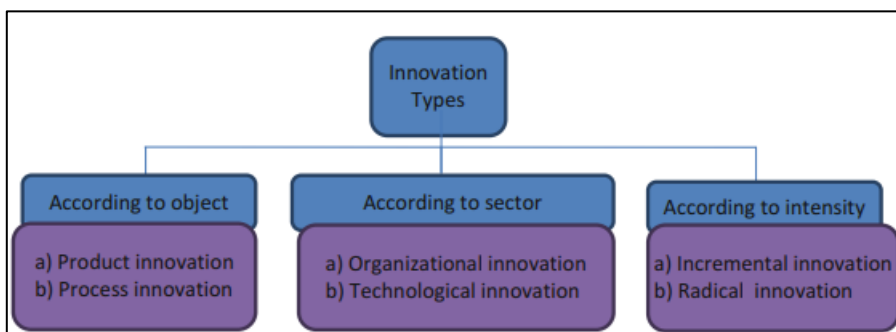 Innovation
Types
According to object
a) Product innovation
b) Process innovation
According to sector
a) Organizational innovation
b) Technological innovation
According to intensity
a) Incremental innovation
b) Radical innovation